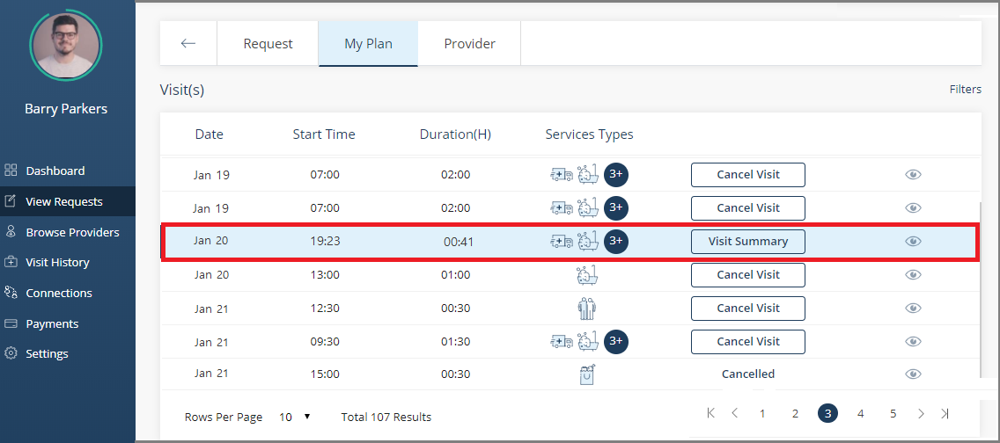 Barry Parkers
Dashboard
View Requests
Browse Providers
Visit History
Connections
Payments
Settings
Request My Plan Provider
Visit(s) Filters
Date Start Time Duration(H) Services Types
Jan 19 07:00 02:00 3+ Cancel Visit
Jan 19 07:00 02:00 3+ Cancel Visit
Jan 20 19:23 00:41 3+ Visit Summary
Jan 20 13:00 01:00 Cancel Visit
Jan 21 12:30 00:30 Cancel Visit
Jan 21 09:30 01:30 3+ Cancel Visit
Jan 21 15:00 00:30 Cancelled
Rows Per Page 10 Total 107 Results 1 2 3 4 5